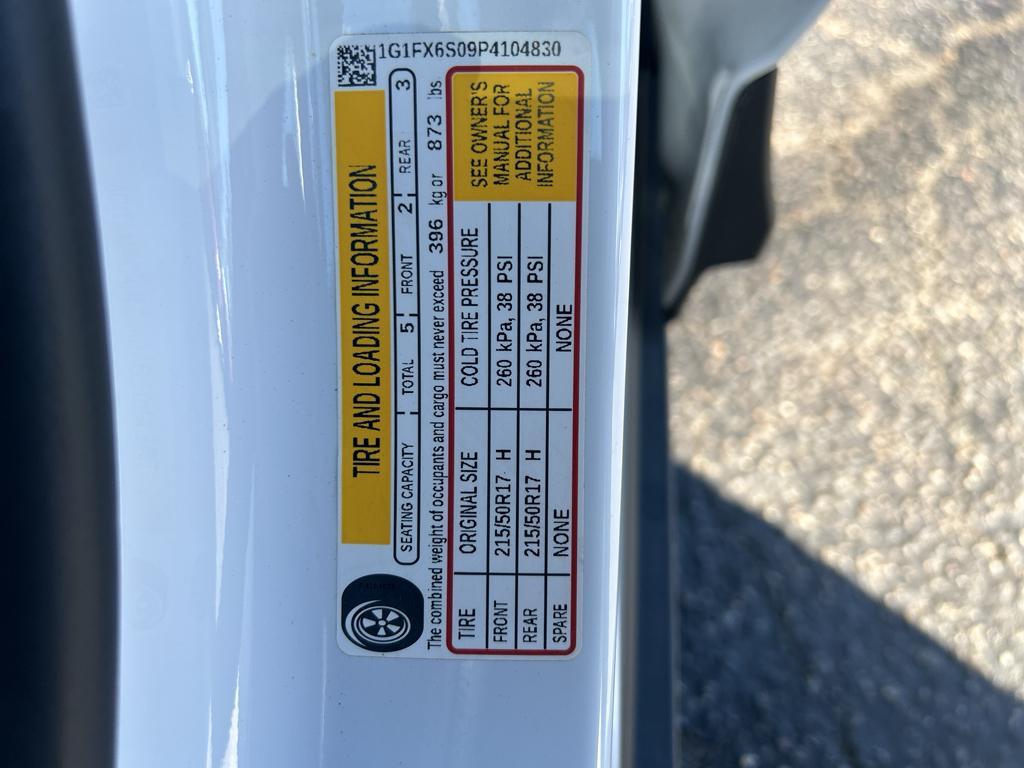 1G1FX6S09P4104830
TIRE AND LOADING INFORMATION
SEATING CAPACITY TOTAL 5 FRONT 2 REAR 3
The combined weight of occupants and cargo must never exceed 396 kg or 873 lbs
TIRE ORIGINAL SIZE COLD TIRE PRESSURE
FRONT 215/50R17 H 260 kPa, 38 PSI
REAR 215/50R17 H 260 kPa, 38 PSI
SPARE NONE NONE
SEE OWNER'S
MANUAL FOR
ADDITIONAL
INFORMATION